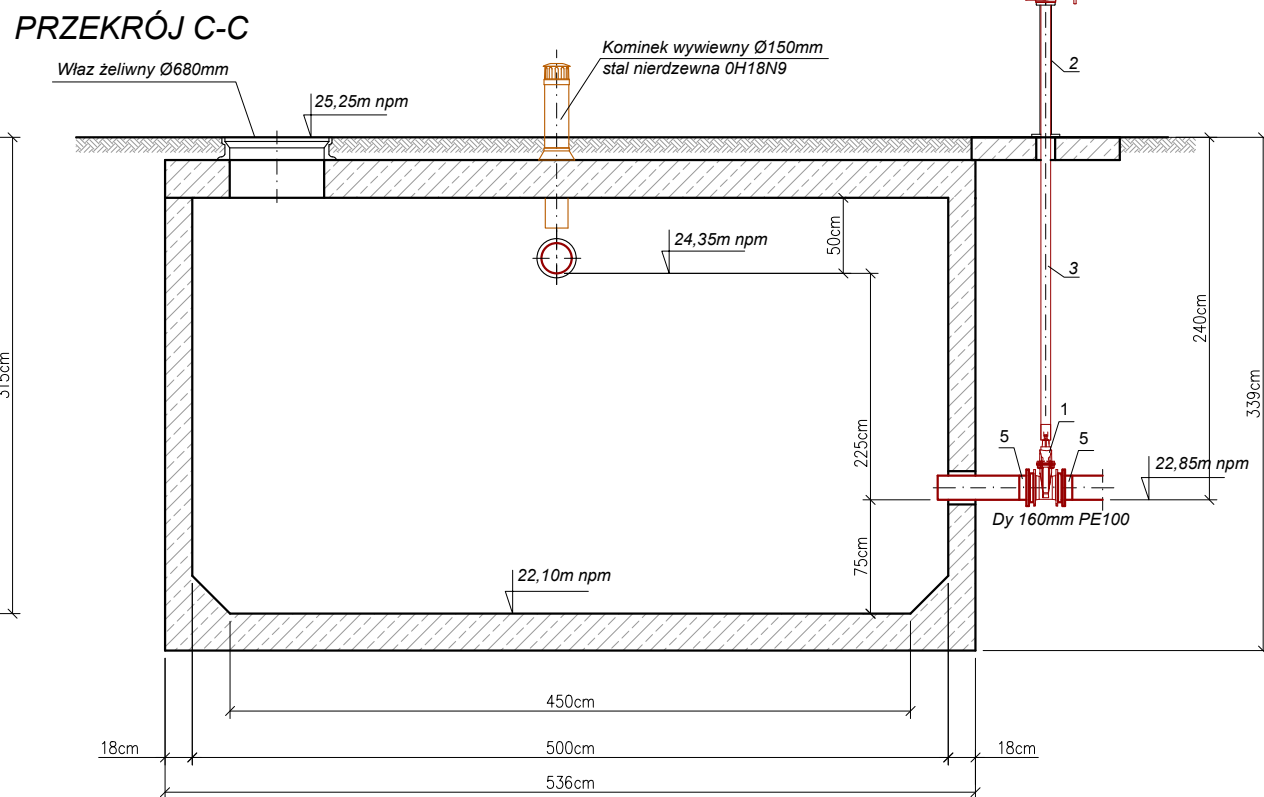 PRZEKRÓJ C-C
Właz żeliwny Ø680mm
Kominek wywiewny Ø150mm
stal nierdzewna 0H18N9
2
25,25m npm
24,35m npm
50cm
3
240cm
315cm
339cm
225cm
1
5
5
22,85m npm
Dy 160mm PE100
75cm
22,10m npm
450cm
18cm
500cm
18cm
536cm